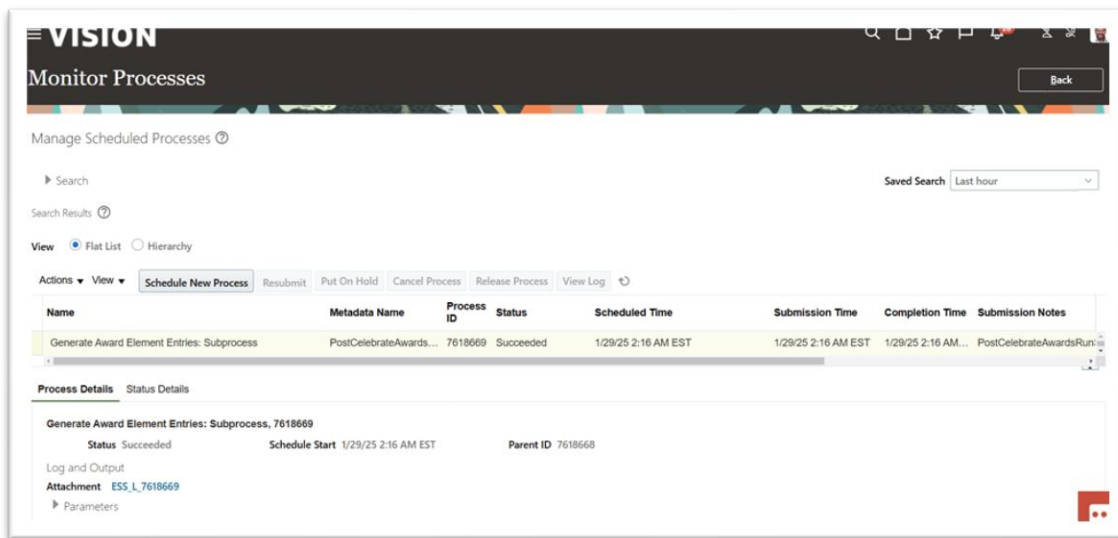 VISION
Monitor Processes
Back
Manage Scheduled Processes
Search
Saved Search Last hour
Search Results
View Flat List Hierarchy
Actions View Schedule New Process Resubmit Put On Hold Cancel Process Release Process View Log
Name Metadata Name Process ID Status Scheduled Time Submission Time Completion Time Submission Notes
Generate Award Element Entries: Subprocess PostCelebrateAwards... 7618669 Succeeded 1/29/25 2:16 AM EST 1/29/25 2:16 AM EST 1/29/25 2:16 AM... PostCelebrateAwardsRun
Process Details Status Details
Generate Award Element Entries: Subprocess, 7618669
Status Succeeded Schedule Start 1/29/25 2:16 AM EST Parent ID 7618668
Log and Output
Attachment ESS_L_7618669
Parameters